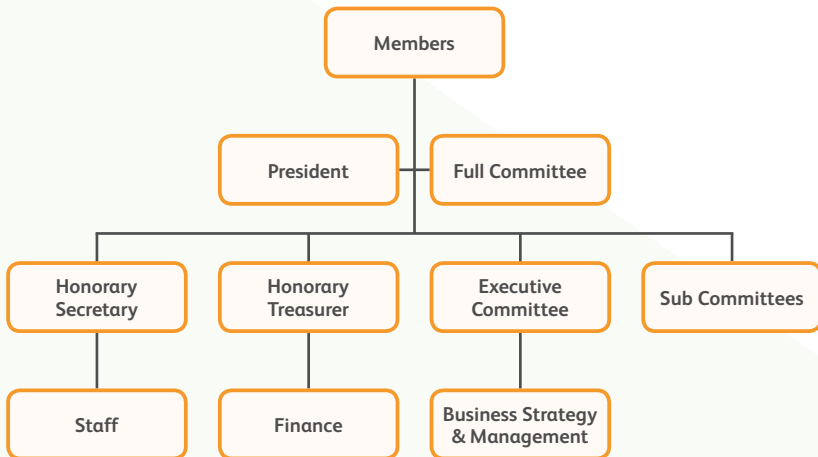 Members
President
Full Committee
Honorary
Secretary
Honorary
Treasurer
Executive
Committee
Sub Committees
Staff
Finance
Business Strategy
& Management